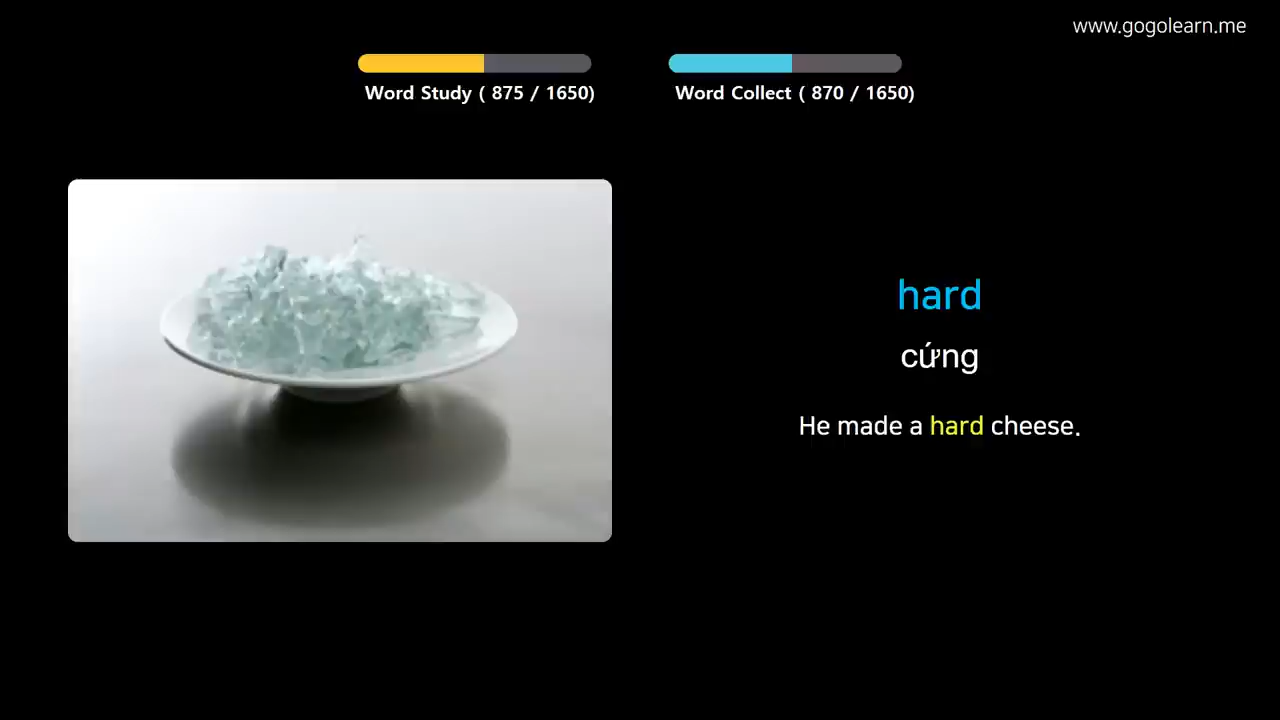 www.gogolearn.me
Word Study ( 875 / 1650)
Word Collect ( 870 / 1650)
hard
cứng
He made a hard cheese.